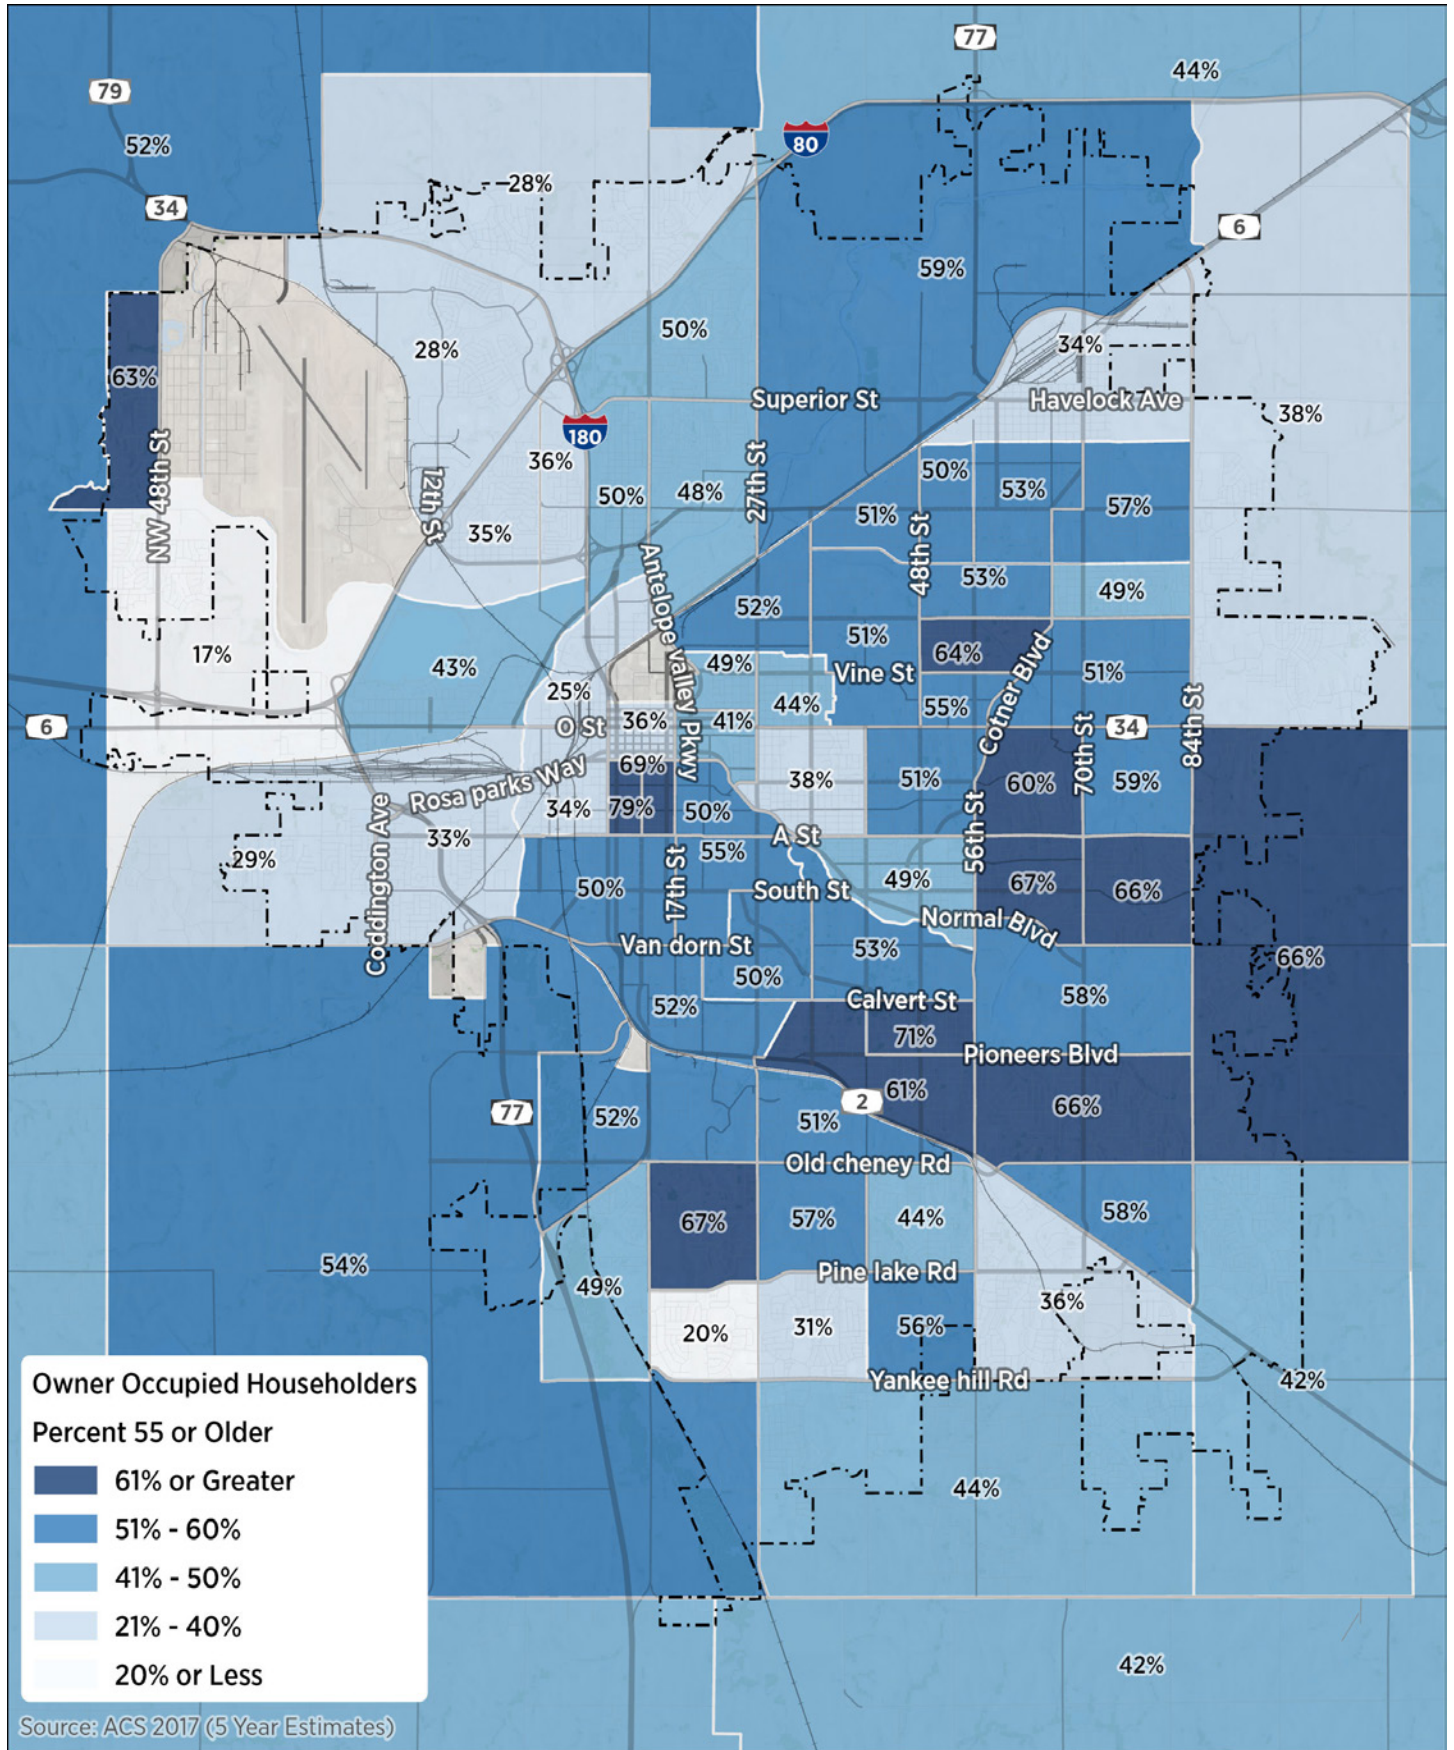 77
44%
79
80
52%
28%
34
6
59%
50%
34%
28%
63%
Superior St
Havelock Ave
38%
180
36%
50%
NW 48th St
12th St
50%
48%
27th St
53%
57%
51%
35%
48th St
Antelope valley Pkwy
53%
49%
52%
51%
64%
Cotner Blvd
17%
43%
49%
Vine St
51%
25%
44%
55%
84th St
6
O St
36%
41%
34
70th St
69%
Rosa parks Way
38%
51%
60%
59%
34%
79%
50%
33%
A St
56th St
29%
Coddington Ave
55%
17th St
50%
South St
49%
67%
66%
Normal Blvd
Van dorn St
53%
66%
50%
58%
52%
Calvert St
71%
Pioneers Blvd
61%
2
66%
77
52%
51%
Old cheney Rd
67%
57%
44%
58%
54%
Pine lake Rd
49%
36%
20%
31%
56%
Yankee hill Rd
42%
44%
42%
Owner Occupied Householders
Percent 55 or Older
61% or Greater
51% - 60%
41% - 50%
21% - 40%
20% or Less
Source: ACS 2017 (5 Year Estimates)